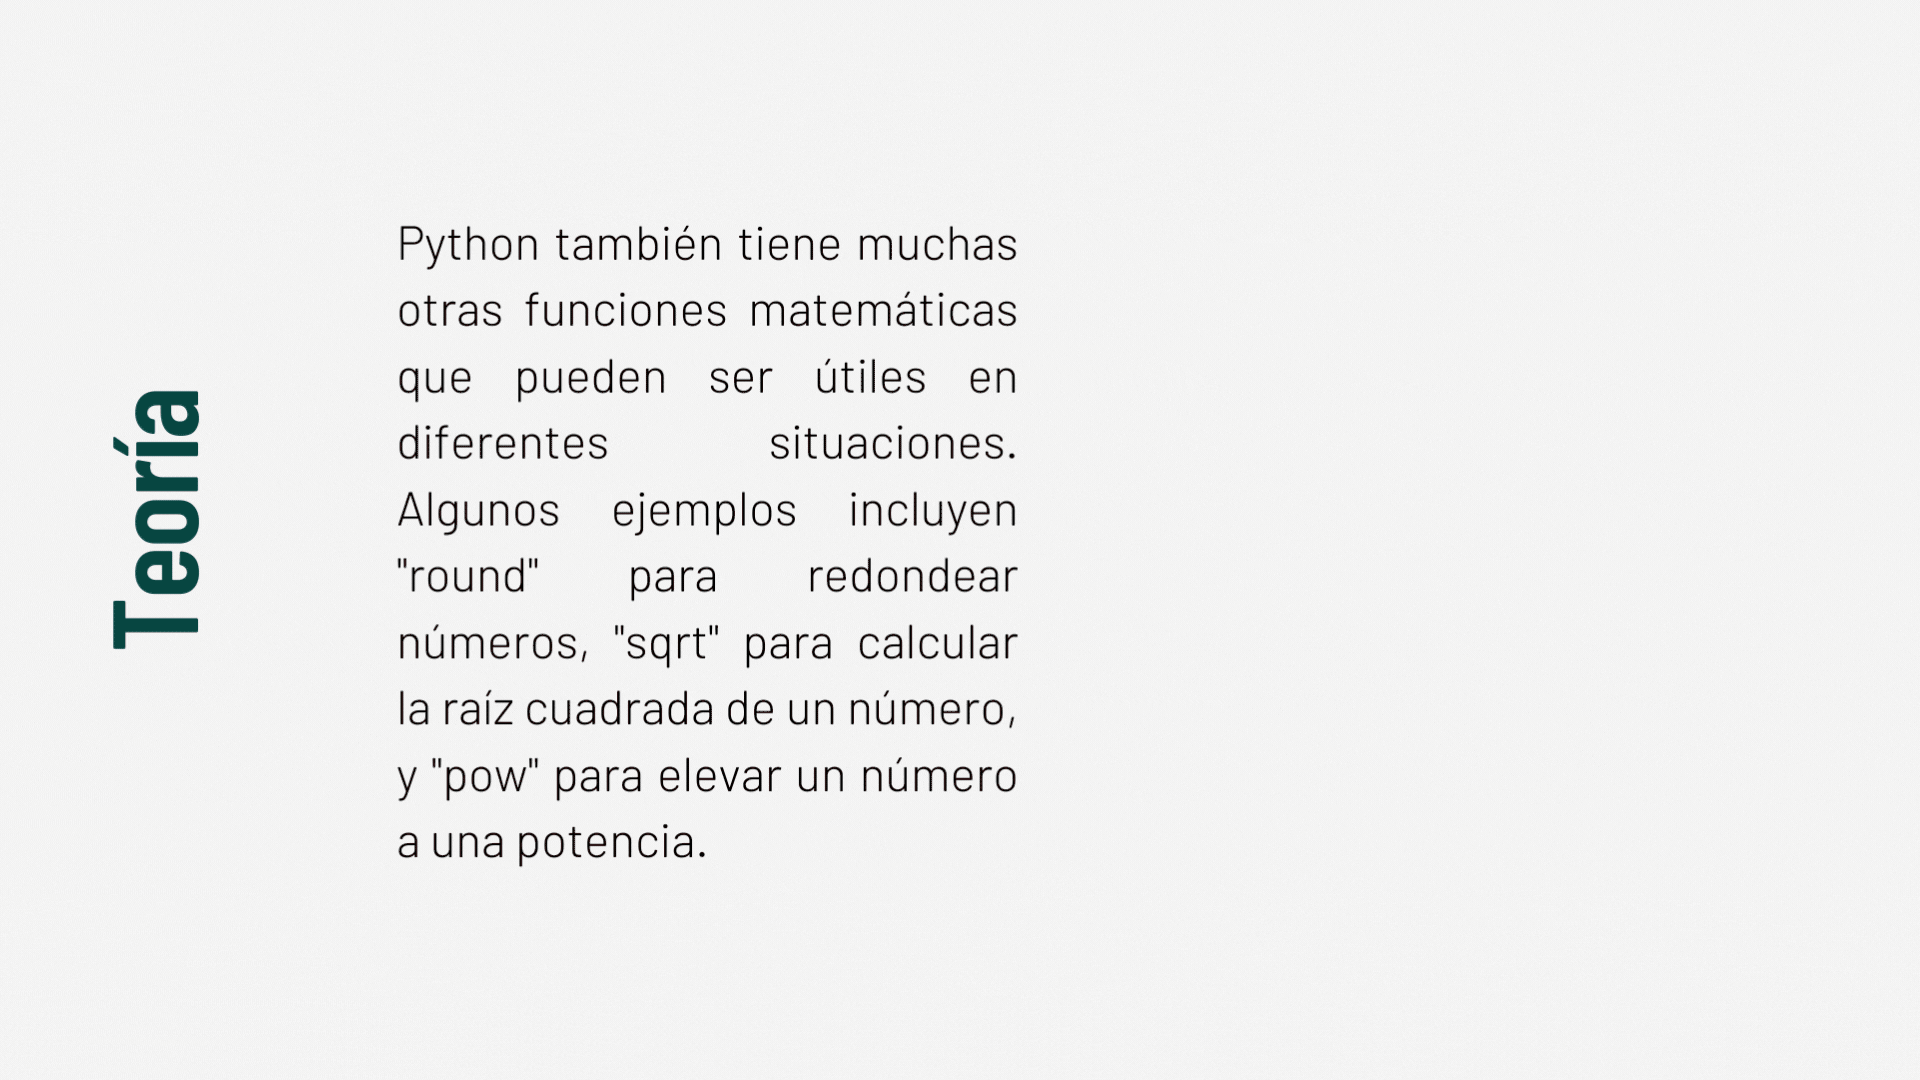 Teoría
Python también tiene muchas
otras funciones matemáticas
que pueden ser útiles en
diferentes situaciones.
Algunos ejemplos incluyen
"round" para redondear
números, "sqrt" para calcular
la raíz cuadrada de un número,
y "pow" para elevar un número
a una potencia.